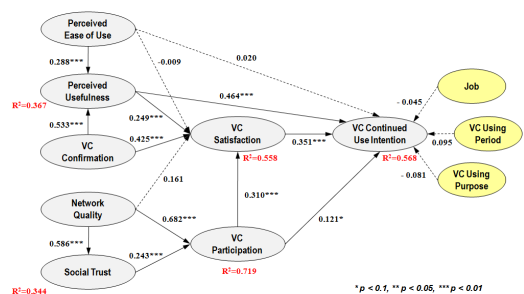 Perceived
Ease of Use
-0.009
0.020
0.288***
Perceived
Usefulness
R²=0.367
0.464***
Job
- 0.045
0.249***
0.533***
0.425***
VC
Confirmation
VC
Satisfaction
R²=0.558
0.351***
VC Continued
Use Intention
R²=0.568
0.095
VC Using
Period
- 0.081
VC Using
Purpose
0.161
0.310***
Network
Quality
0.682***
0.121*
0.586***
0.243***
VC
Participation
R²=0.719
Social Trust
R²=0.344
* p < 0.1, ** p < 0.05, *** p < 0.01